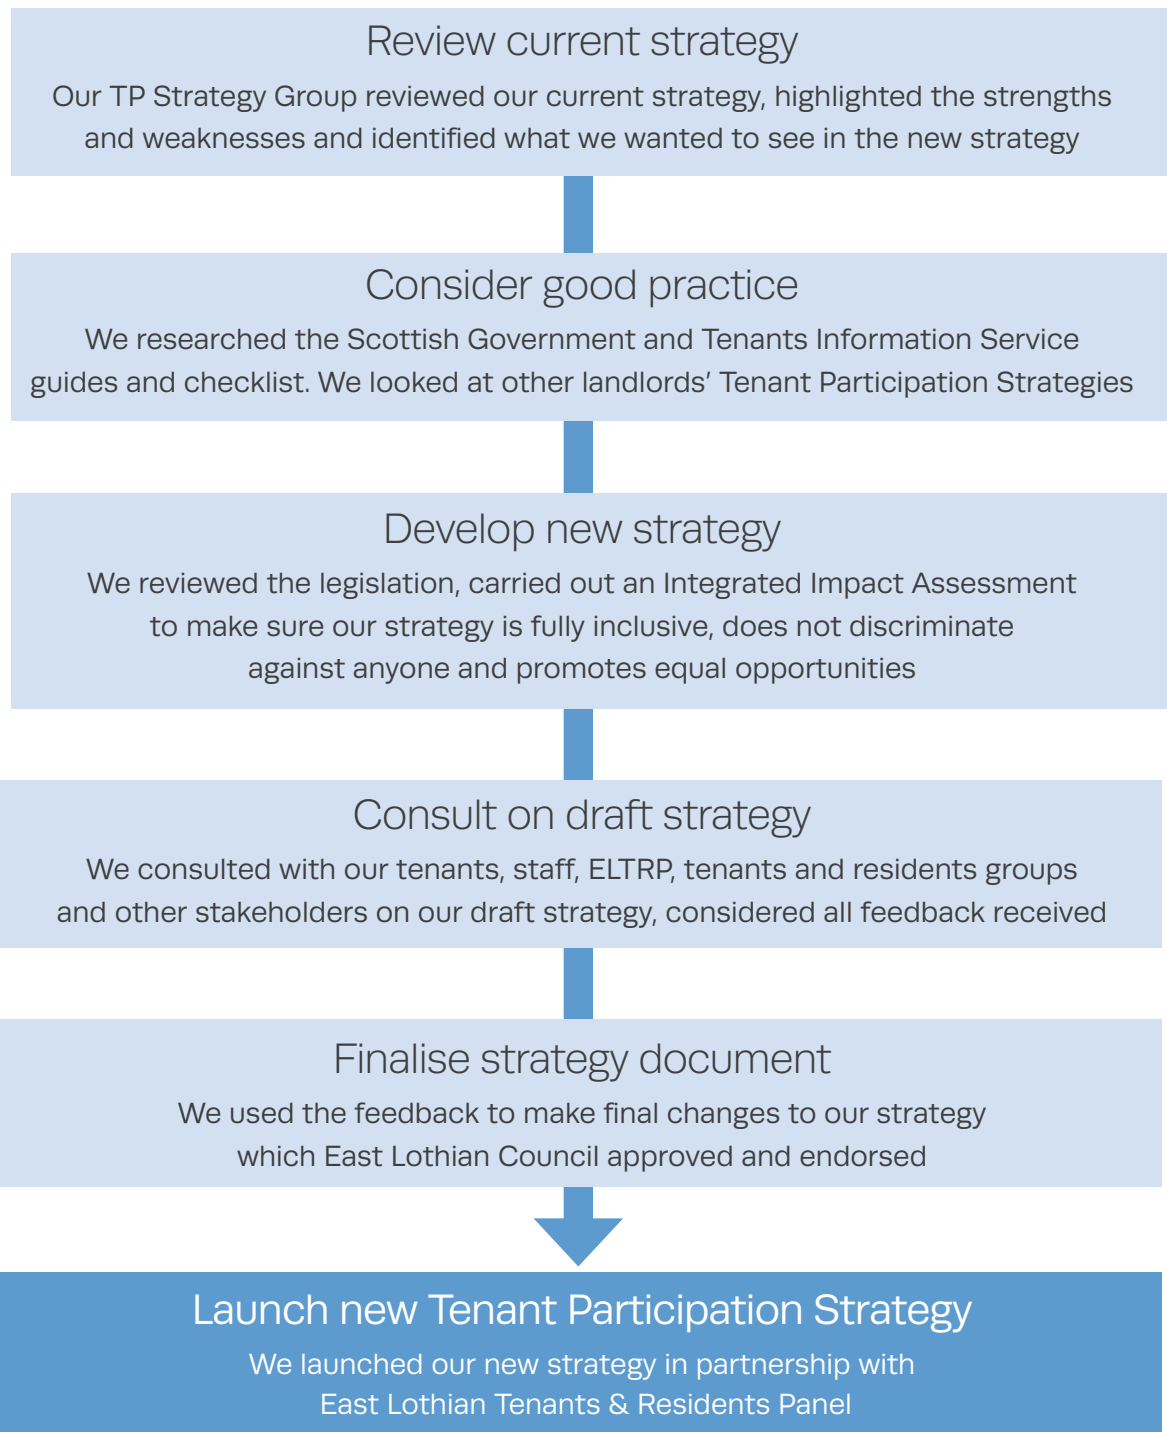 Review current strategy
Our TP Strategy Group reviewed our current strategy, highlighted the strengths
and weaknesses and identified what we wanted to see in the new strategy
Consider good practice
We researched the Scottish Government and Tenants Information Service
guides and checklist. We looked at other landlords’ Tenant Participation Strategies
Develop new strategy
We reviewed the legislation, carried out an Integrated Impact Assessment
to make sure our strategy is fully inclusive, does not discriminate
against anyone and promotes equal opportunities
Consult on draft strategy
We consulted with our tenants, staff, ELTRP, tenants and residents groups
and other stakeholders on our draft strategy, considered all feedback received
Finalise strategy document
We used the feedback to make final changes to our strategy
which East Lothian Council approved and endorsed
Launch new Tenant Participation Strategy
We launched our new strategy in partnership with
East Lothian Tenants & Residents Panel